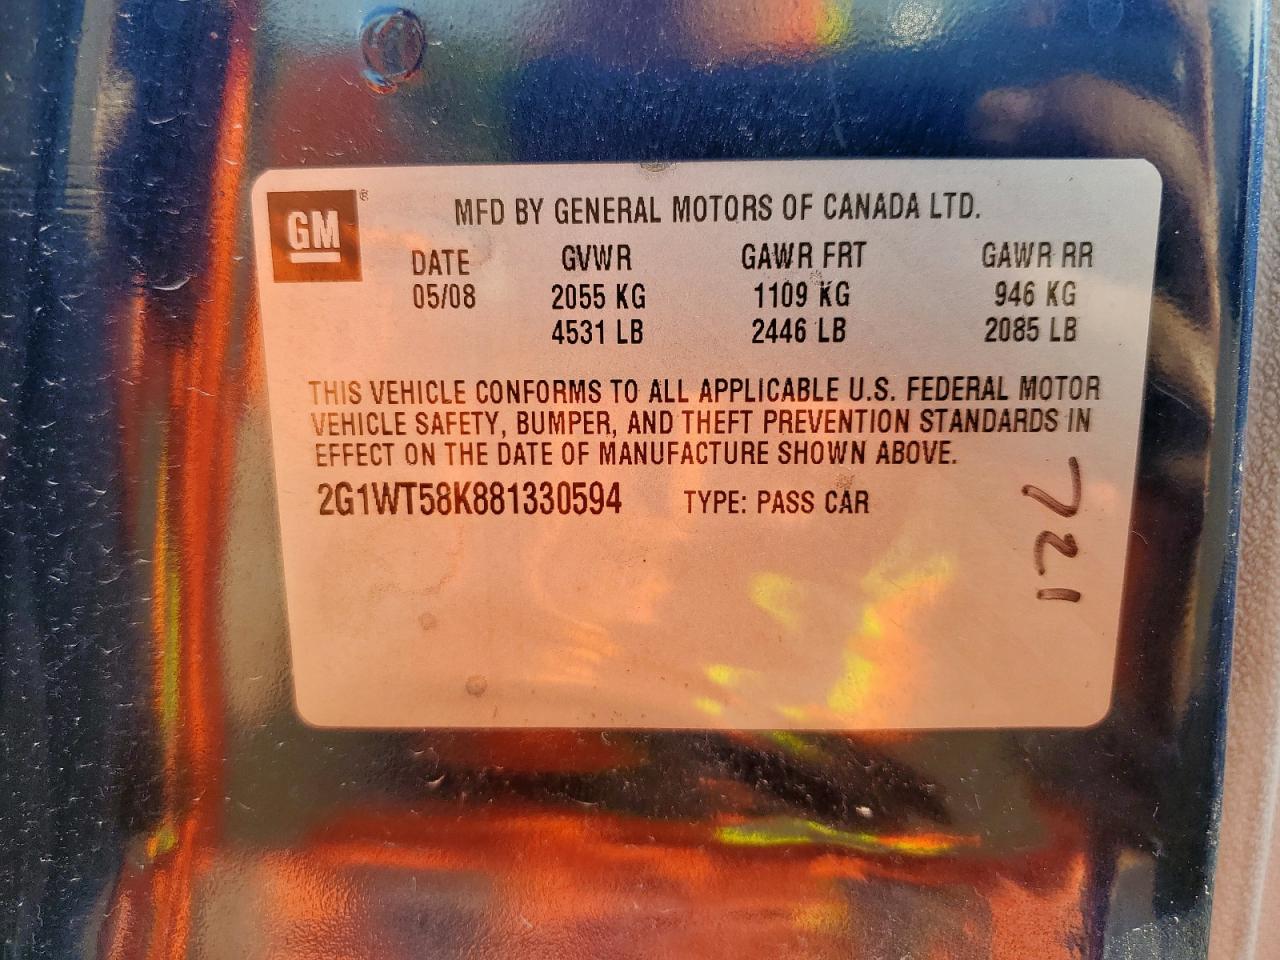 GM ®
MFD BY GENERAL MOTORS OF CANADA LTD.
DATE GVWR GAWR FRT GAWR RR
05/08 2055 KG 1109 KG 946 KG
4531 LB 2446 LB 2085 LB
THIS VEHICLE CONFORMS TO ALL APPLICABLE U.S. FEDERAL MOTOR
VEHICLE SAFETY, BUMPER, AND THEFT PREVENTION STANDARDS IN
EFFECT ON THE DATE OF MANUFACTURE SHOWN ABOVE.
2G1WT58K881330594 TYPE: PASS CAR
721